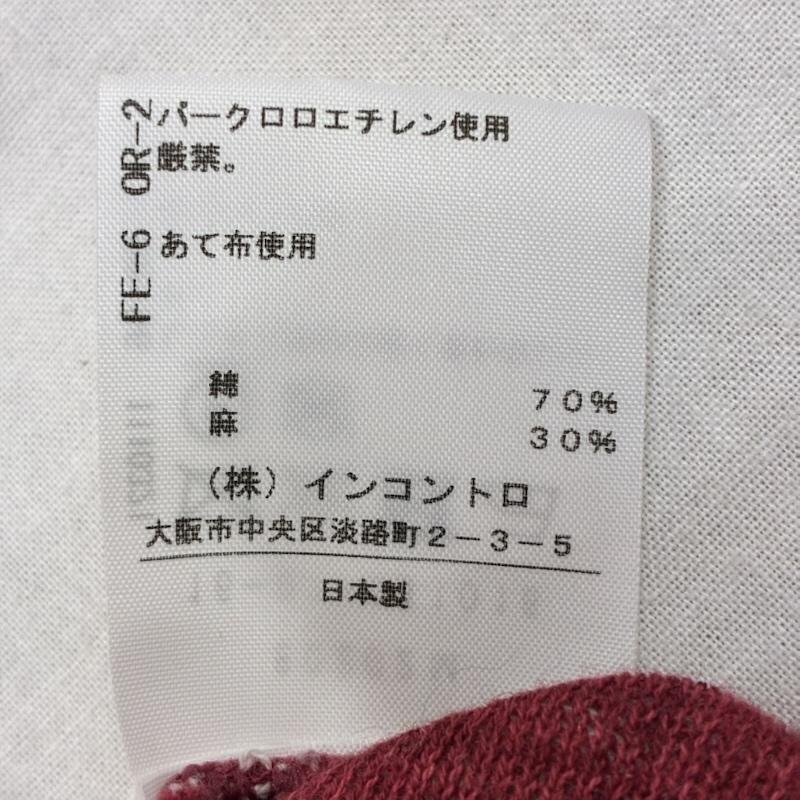 パークロロエチレン使用
厳禁。
あて布使用
FE-6 OR-2
綿 70%
麻 30%
（株）インコントロ
大阪市中央区淡路町2-3-5
日本製